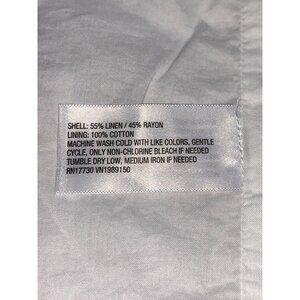 SHELL: 55% LINEN / 45% RAYON
LINING: 100% COTTON
MACHINE WASH COLD WITH LIKE COLORS, GENTLE
CYCLE, ONLY NON-CHLORINE BLEACH IF NEEDED
TUMBLE DRY LOW, MEDIUM IRON IF NEEDED
RN17730 VN1989150